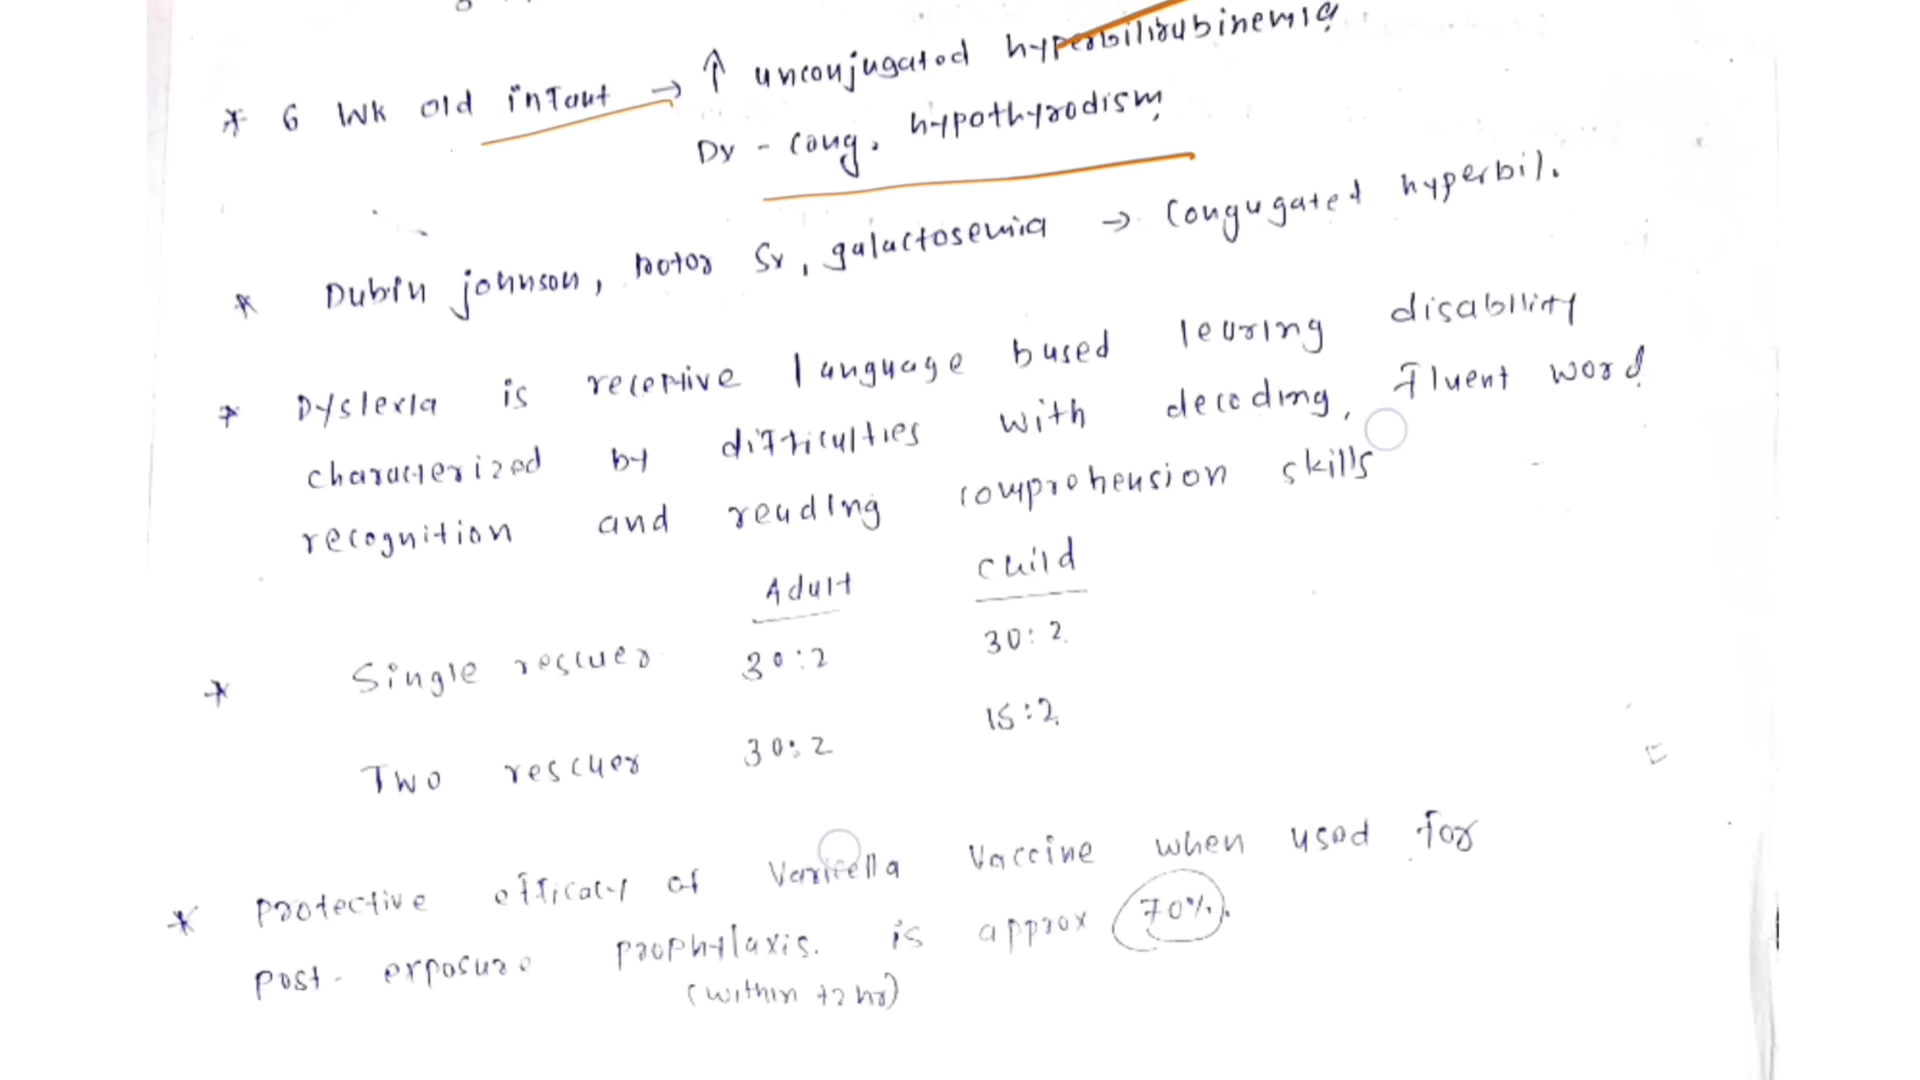 * 6 wk old infant → ↑ unconjugated hyperbilirubinemia
Dx - Cong. hypothyrodism
* Dubin johnson, rotor Sx, galactosemia → Congugated hyperbil.
* Dyslexia is receptive language based learing disability
characterized by difficulties with decoding, fluent word
recognition and reading comprehension skills
Adult Child
* Single rescuer 30:2 30:2
Two rescuer 30:2 15:2
* Protective efficacy of Varicella Vaccine when used for
post-exposure prophylaxis. is approx 70%.
(within 72 hr)